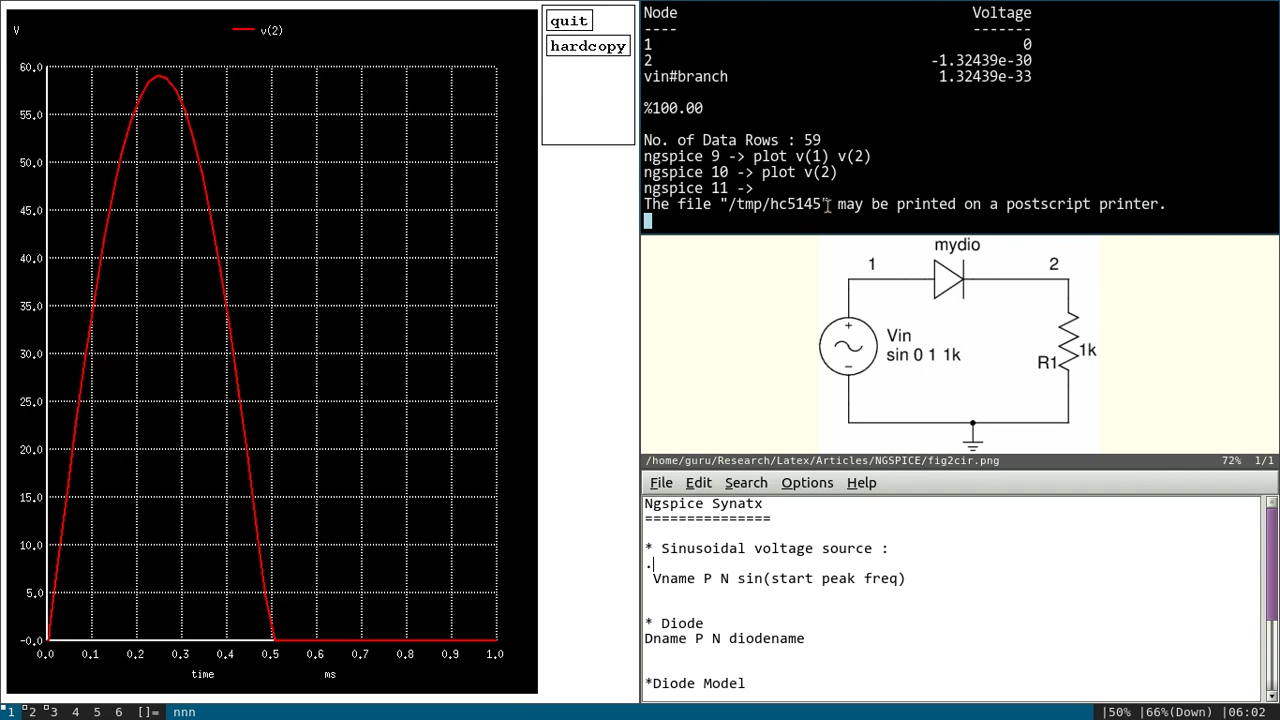 V
v(2)
60.0
55.0
50.0
45.0
40.0
35.0
30.0
25.0
20.0
15.0
10.0
5.0
-0.0
0.0 0.1 0.2 0.3 0.4 0.5 0.6 0.7 0.8 0.9 1.0
time ms
quit
hardcopy
Node Voltage
---- -------
1 0
2 -1.32439e-30
vin#branch 1.32439e-33
%100.00
No. of Data Rows : 59
ngspice 9 -> plot v(1) v(2)
ngspice 10 -> plot v(2)
ngspice 11 ->
The file "/tmp/hc5145" may be printed on a postscript printer.
mydio
1 2
+
Vin
sin 0 1 1k
−
R1 1k
/home/guru/Research/Latex/Articles/NGSPICE/fig2cir.png 72% 1/1
File Edit Search Options Help
Ngspice Synatx
===============
* Sinusoidal voltage source :
.
Vname P N sin(start peak freq)
* Diode
Dname P N diodename
*Diode Model
1 2 3 4 5 6 []= nnn |50% |66%(Down) |06:02